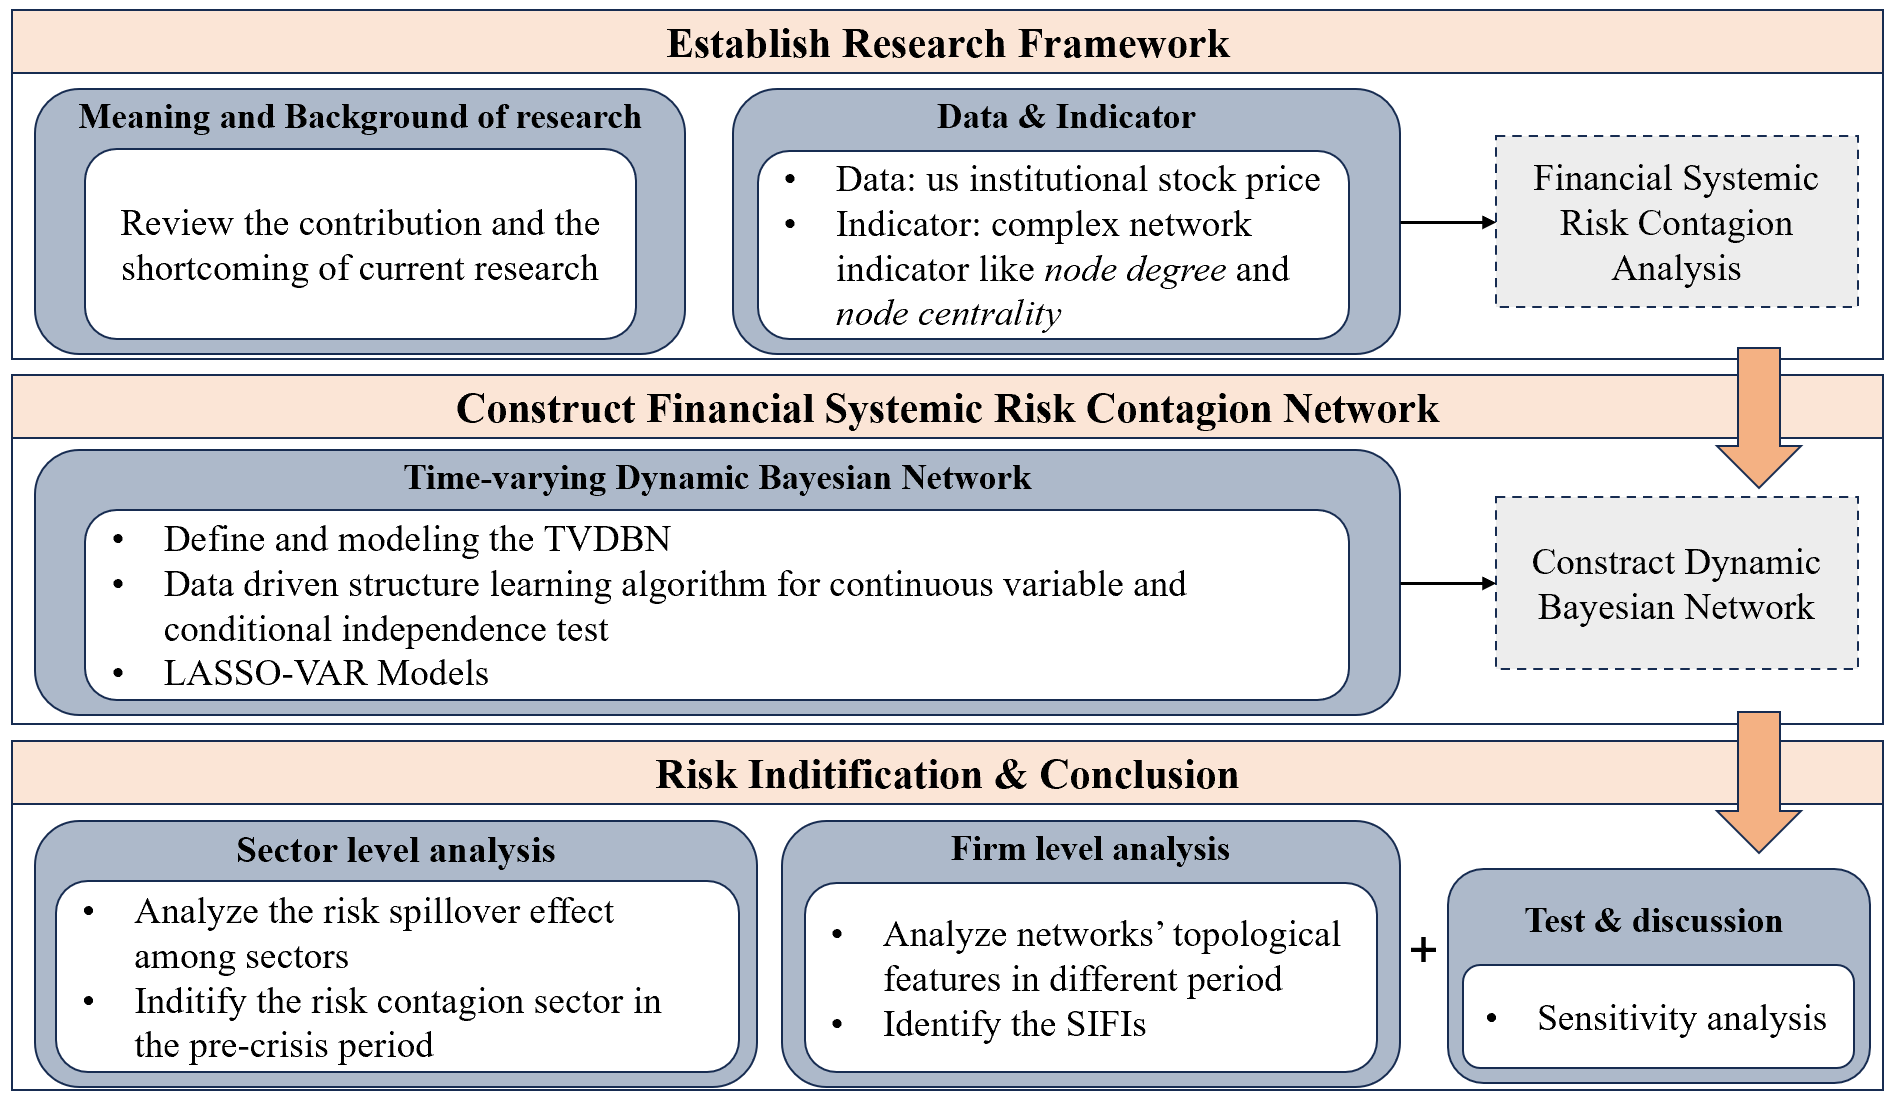 Establish Research Framework
Meaning and Background of research
Review the contribution and the
shortcoming of current research
Data & Indicator
• Data: us institutional stock price
• Indicator: complex network
indicator like node degree and
node centrality
Financial Systemic
Risk Contagion
Analysis
Construct Financial Systemic Risk Contagion Network
Time-varying Dynamic Bayesian Network
• Define and modeling the TVDBN
• Data driven structure learning algorithm for continuous variable and
conditional independence test
• LASSO-VAR Models
Constract Dynamic
Bayesian Network
Risk Inditification & Conclusion
Sector level analysis
• Analyze the risk spillover effect
among sectors
• Inditify the risk contagion sector in
the pre-crisis period
Firm level analysis
• Analyze networks’ topological
features in different period
• Identify the SIFIs
+
Test & discussion
• Sensitivity analysis